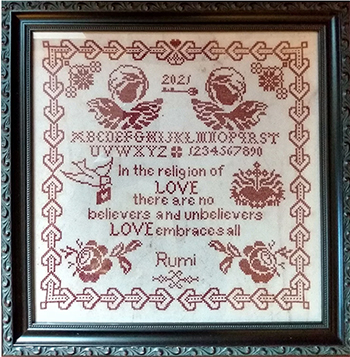 2021
ABCDEFGHIJKLMNOPQRST
UVWXYZ 1234567890
In the religion of
LOVE
there are no
believers and unbelievers
LOVE embraces all
Rumi